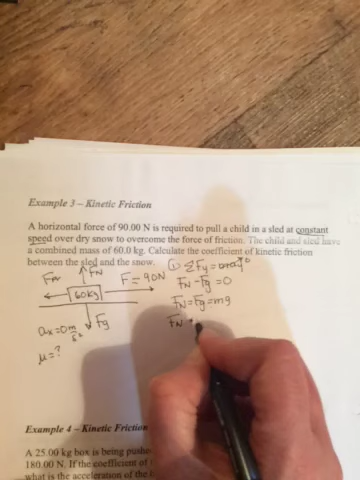 Example 3 – Kinetic Friction
A horizontal force of 90.00 N is required to pull a child in a sled at constant
speed over dry snow to overcome the force of friction. The child and sled have
a combined mass of 60.0 kg. Calculate the coefficient of kinetic friction
between the sled and the snow.
① ΣFy = may 0
FN F = 90N FN - Fg = 0
60kg
FN = Fg = mg
Fg
FN =
ax = 0 m/s²
μ = ?
Example 4 – Kinetic Friction
A 25.00 kg box is being
180.00 N. If the coefficient of
what is the acceleration of the